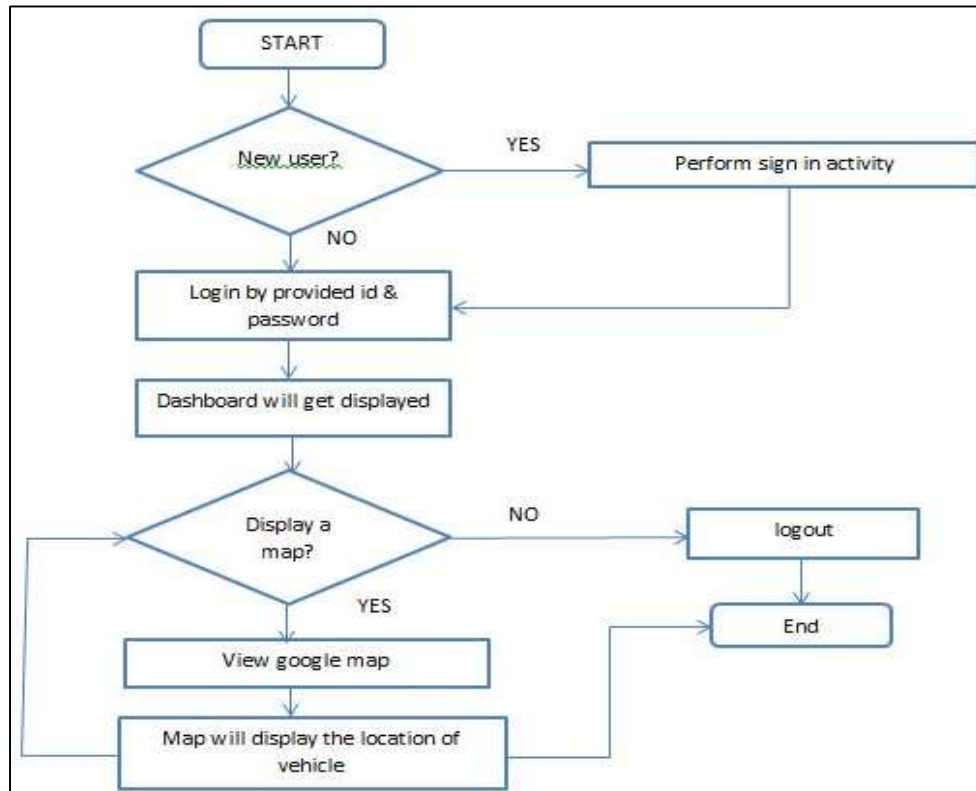 START
New user?
YES
Perform sign in activity
NO
Login by provided id &
password
Dashboard will get displayed
Display a
map?
NO
logout
YES
End
View google map
Map will display the location of
vehicle